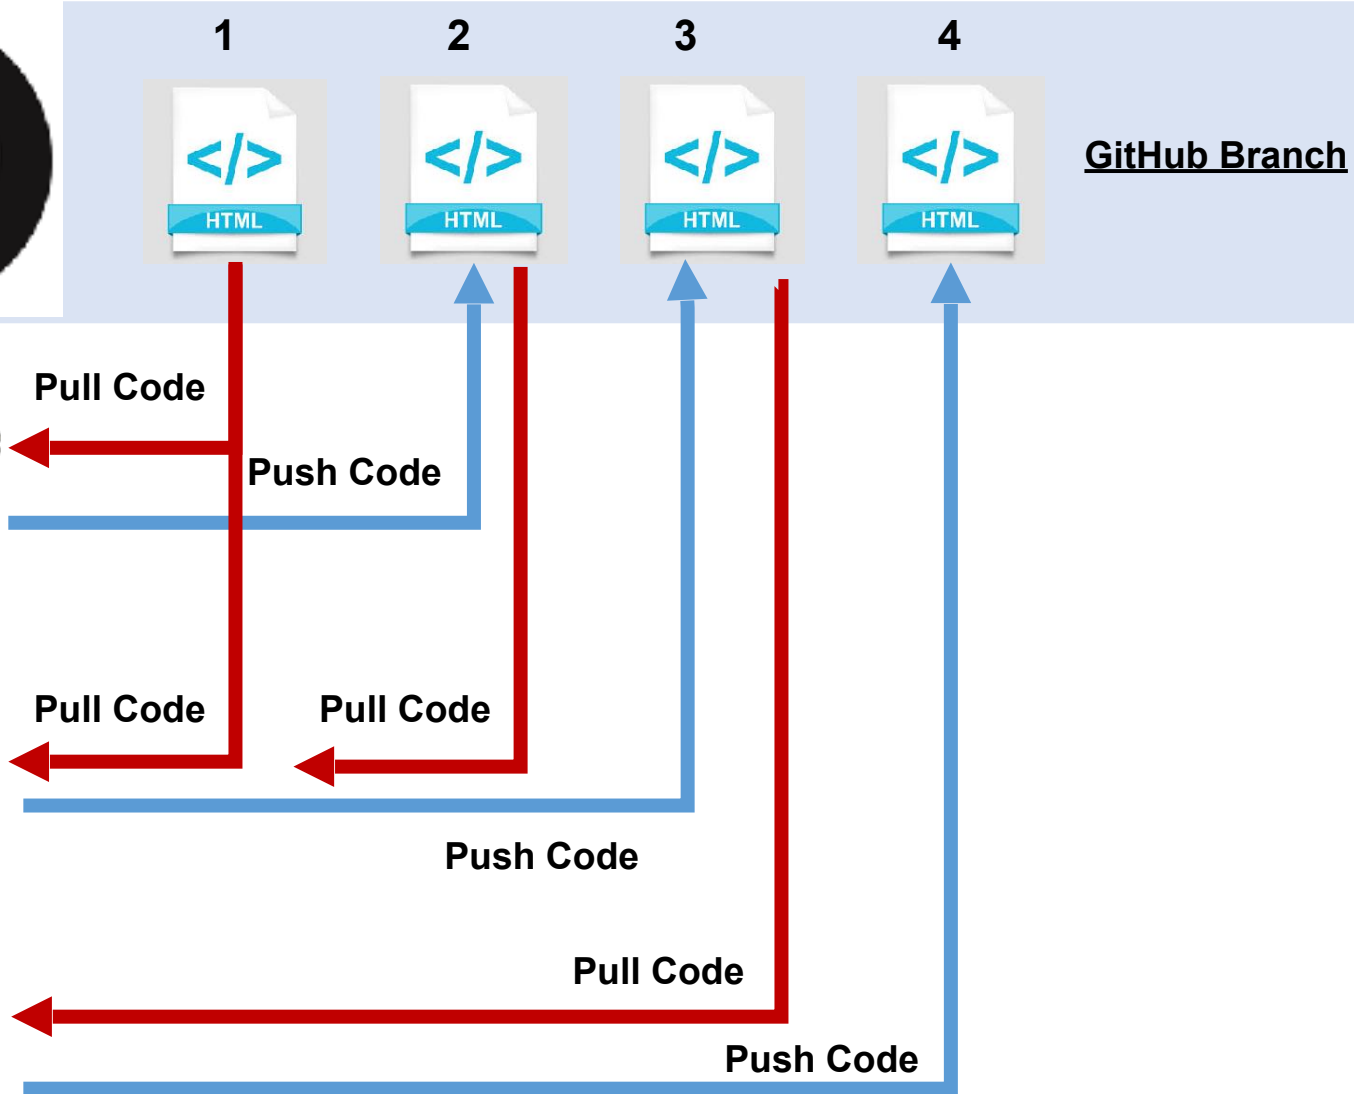 1 2 3 4
HTML HTML HTML HTML
GitHub Branch
Pull Code
Push Code
Pull Code Pull Code
Push Code
Pull Code
Push Code